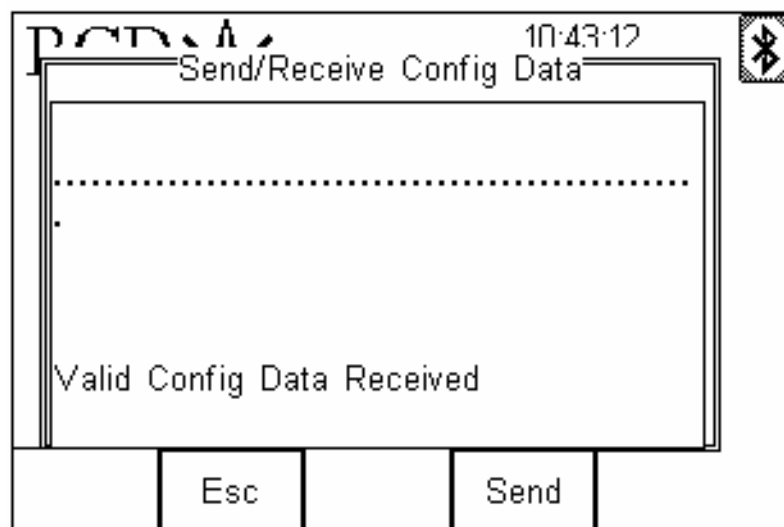 10:43:12
Send/Receive Config Data
Valid Config Data Received
Esc Send